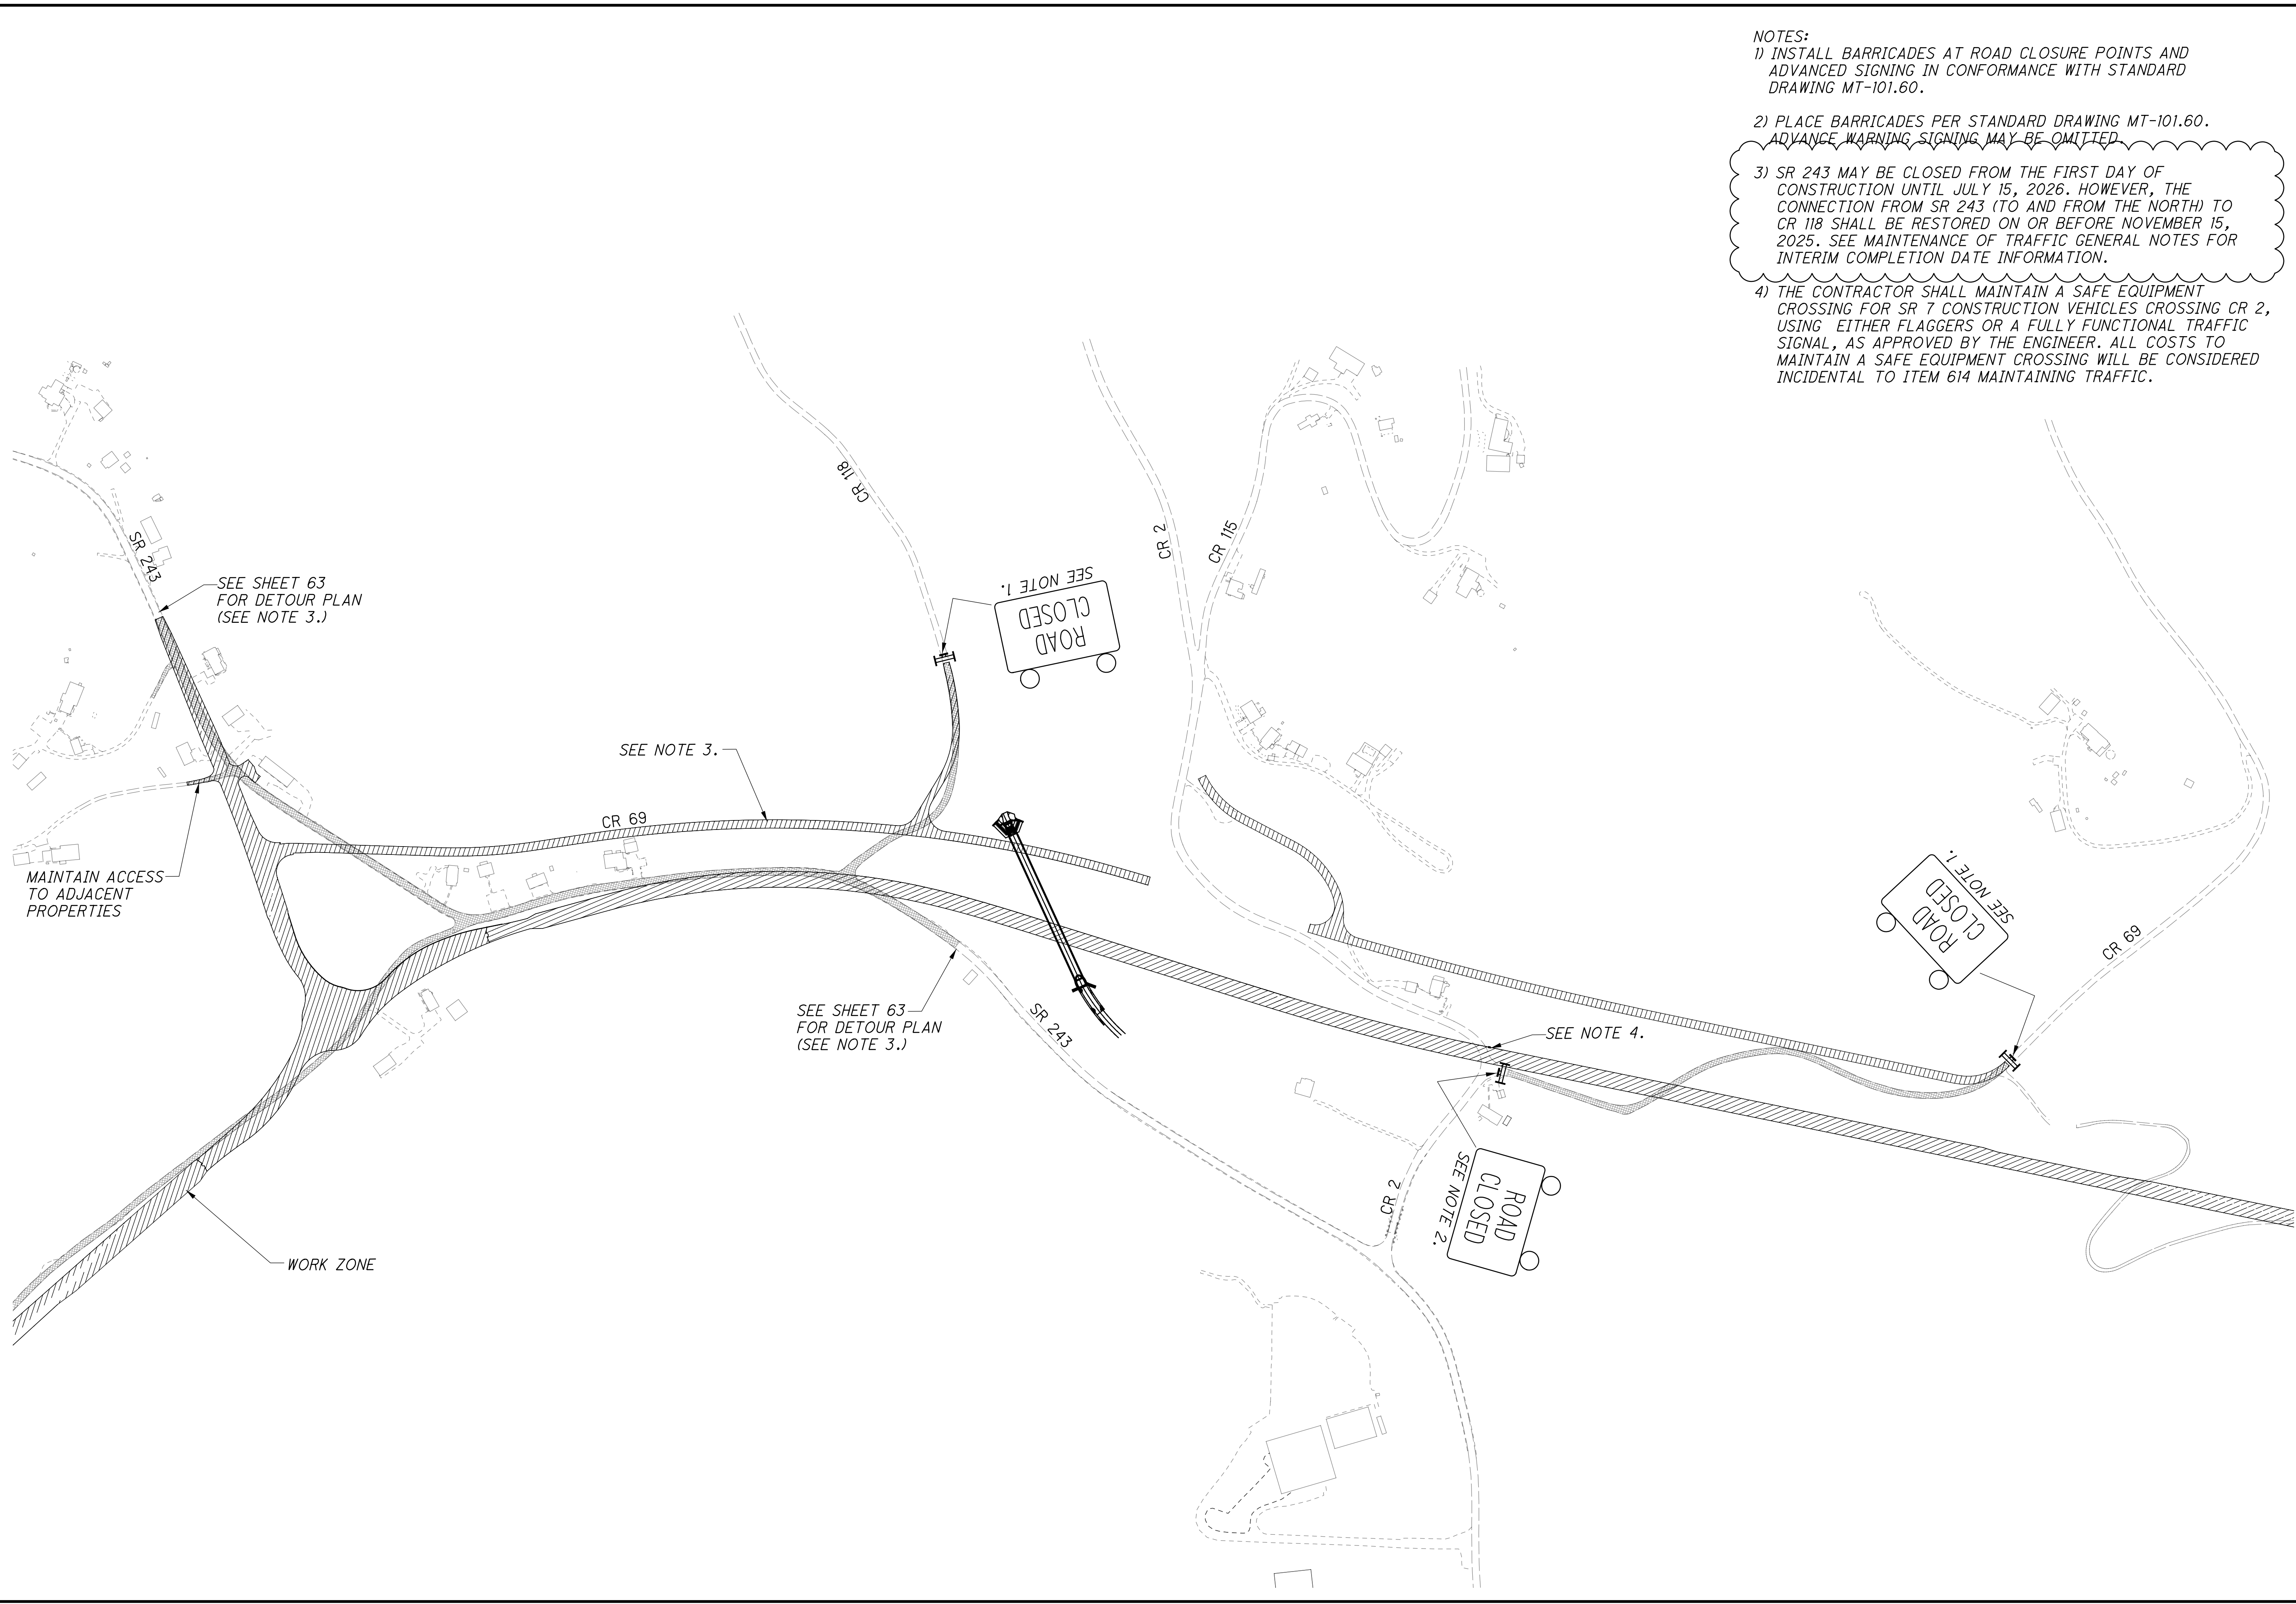 NOTES:
1) INSTALL BARRICADES AT ROAD CLOSURE POINTS AND
ADVANCED SIGNING IN CONFORMANCE WITH STANDARD
DRAWING MT-101.60.
2) PLACE BARRICADES PER STANDARD DRAWING MT-101.60.
ADVANCE WARNING SIGNING MAY BE OMITTED.
3) SR 243 MAY BE CLOSED FROM THE FIRST DAY OF
CONSTRUCTION UNTIL JULY 15, 2026. HOWEVER, THE
CONNECTION FROM SR 243 (TO AND FROM THE NORTH) TO
CR 118 SHALL BE RESTORED ON OR BEFORE NOVEMBER 15,
2025. SEE MAINTENANCE OF TRAFFIC GENERAL NOTES FOR
INTERIM COMPLETION DATE INFORMATION.
4) THE CONTRACTOR SHALL MAINTAIN A SAFE EQUIPMENT
CROSSING FOR SR 7 CONSTRUCTION VEHICLES CROSSING CR 2,
USING EITHER FLAGGERS OR A FULLY FUNCTIONAL TRAFFIC
SIGNAL, AS APPROVED BY THE ENGINEER. ALL COSTS TO
MAINTAIN A SAFE EQUIPMENT CROSSING WILL BE CONSIDERED
INCIDENTAL TO ITEM 614 MAINTAINING TRAFFIC.
CR 118
CR 2
CR 115
SR 243
SEE SHEET 63
FOR DETOUR PLAN
(SEE NOTE 3.)
SEE NOTE 1.
ROAD
CLOSED
SEE NOTE 3.
CR 69
MAINTAIN ACCESS
TO ADJACENT
PROPERTIES
SEE NOTE 1.
ROAD
CLOSED
CR 69
SEE SHEET 63
FOR DETOUR PLAN
(SEE NOTE 3.)
SR 243
SEE NOTE 4.
CR 2
SEE NOTE 2.
ROAD
CLOSED
WORK ZONE